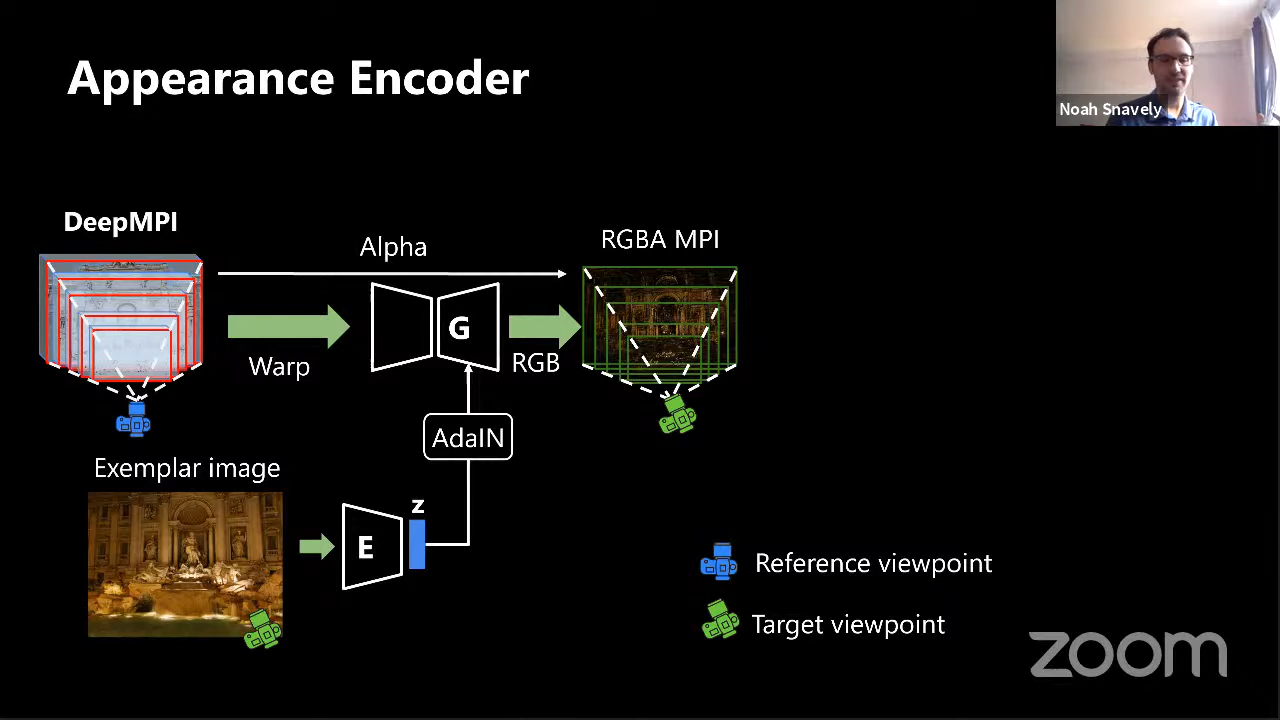 Appearance Encoder
Noah Snavely
DeepMPI
Alpha
RGBA MPI
G
Warp
RGB
AdaIN
Exemplar image
z
E
Reference viewpoint
Target viewpoint
zoom